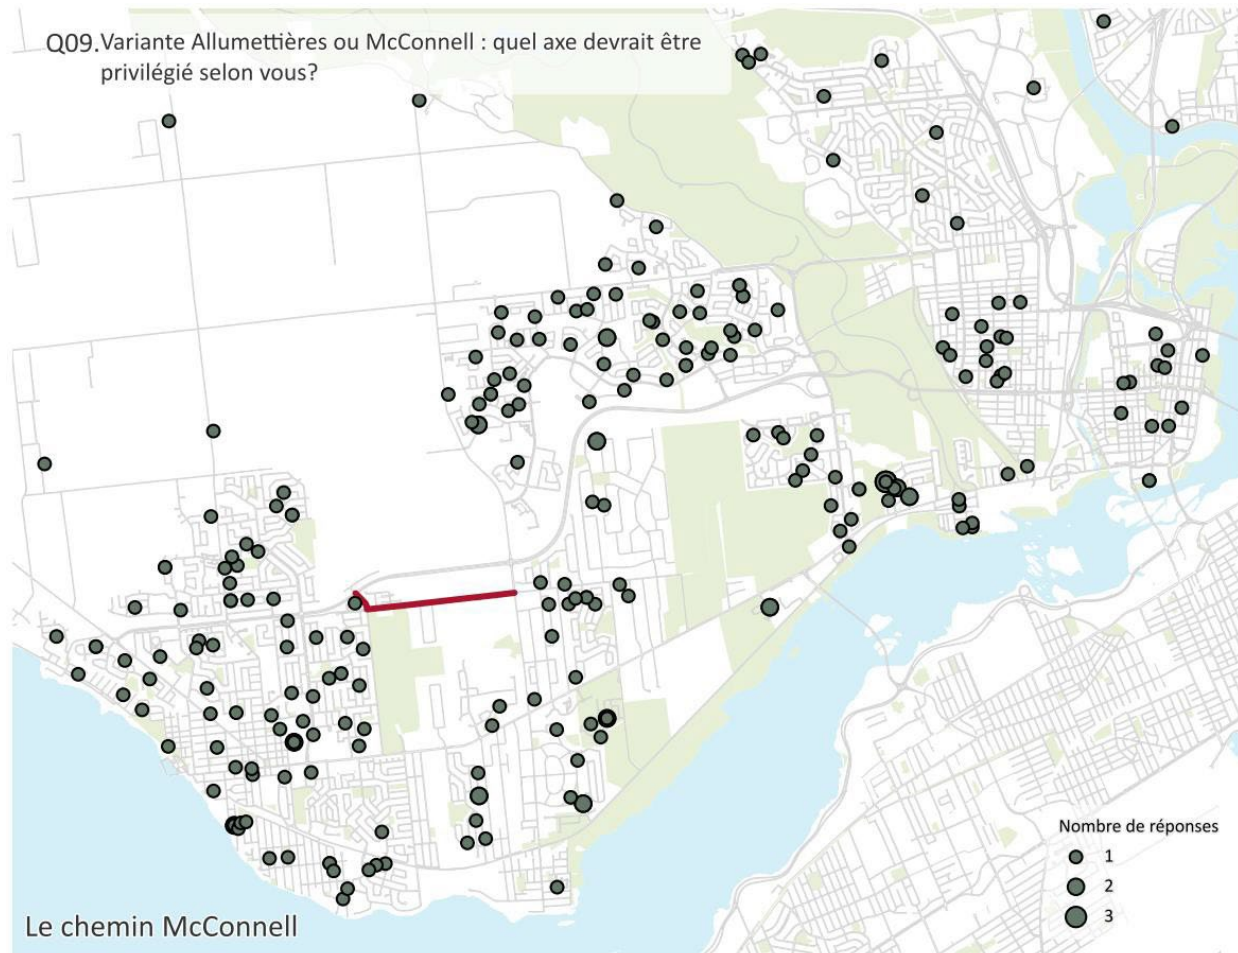 Q09. Variante Allumettières ou McConnell : quel axe devrait être
privilégié selon vous?
Nombre de réponses
1
2
3
Le chemin McConnell